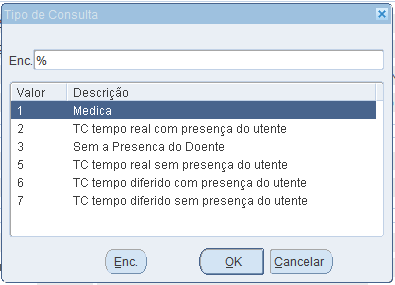 Tipo de Consulta
Enc. %
Valor Descrição
1 Medica
2 TC tempo real com presença do utente
3 Sem a Presenca do Doente
5 TC tempo real sem presença do utente
6 TC tempo diferido com presença do utente
7 TC tempo diferido sem presença do utente
Enc. OK Cancelar